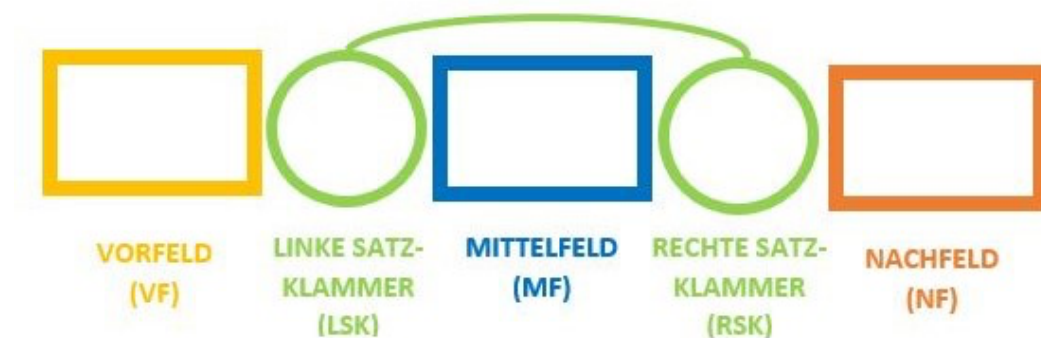 VORFELD
(VF)
LINKE SATZ-
KLAMMER
(LSK)
MITTELFELD
(MF)
RECHTE SATZ-
KLAMMER
(RSK)
NACHFELD
(NF)